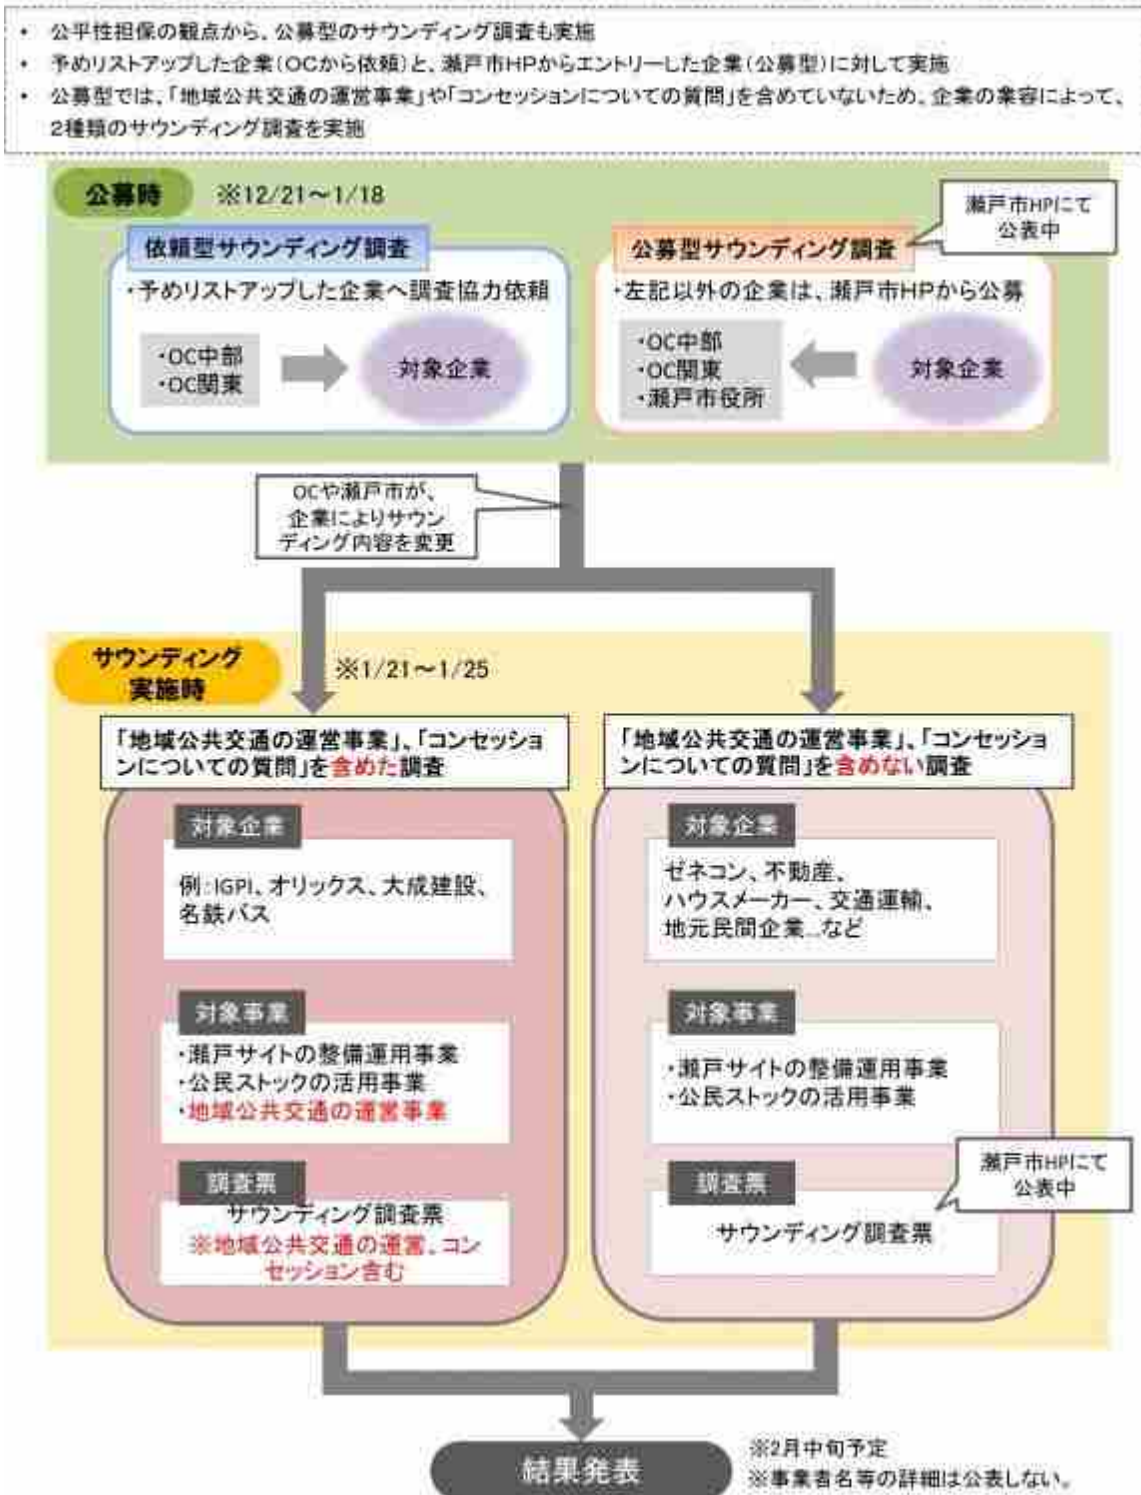 ・ 公平性担保の観点から、公募型のサウンディング調査も実施
・ 予めリストアップした企業(OCから依頼)と、瀬戸市HPからエントリーした企業(公募型)に対して実施
・ 公募型では、「地域公共交通の運営事業」や「コンセッションについての質問」を含めていないため、企業の業容によって、
2種類のサウンディング調査を実施
公募時
※12/21～1/18
瀬戸市HPにて
公表中
依頼型サウンディング調査
・予めリストアップした企業へ調査協力依頼
・OC中部
・OC関東
対象企業
公募型サウンディング調査
・左記以外の企業は、瀬戸市HPから公募
・OC中部
・OC関東
・瀬戸市役所
対象企業
OCや瀬戸市が、
企業によりサウン
ディング内容を変更
サウンディング
実施時
※1/21～1/25
「地域公共交通の運営事業」、「コンセッショ
ンについての質問」を含めた調査
対象企業
例:IGPI、オリックス、大成建設、
名鉄バス
対象事業
・瀬戸サイトの整備運用事業
・公民ストックの活用事業
・地域公共交通の運営事業
調査票
サウンディング調査票
※地域公共交通の運営、コン
セッション含む
「地域公共交通の運営事業」、「コンセッショ
ンについての質問」を含めない調査
対象企業
ゼネコン、不動産、
ハウスメーカー、交通運輸、
地元民間企業…など
対象事業
・瀬戸サイトの整備運用事業
・公民ストックの活用事業
瀬戸市HPにて
公表中
調査票
サウンディング調査票
結果発表
※2月中旬予定
※事業者名等の詳細は公表しない。